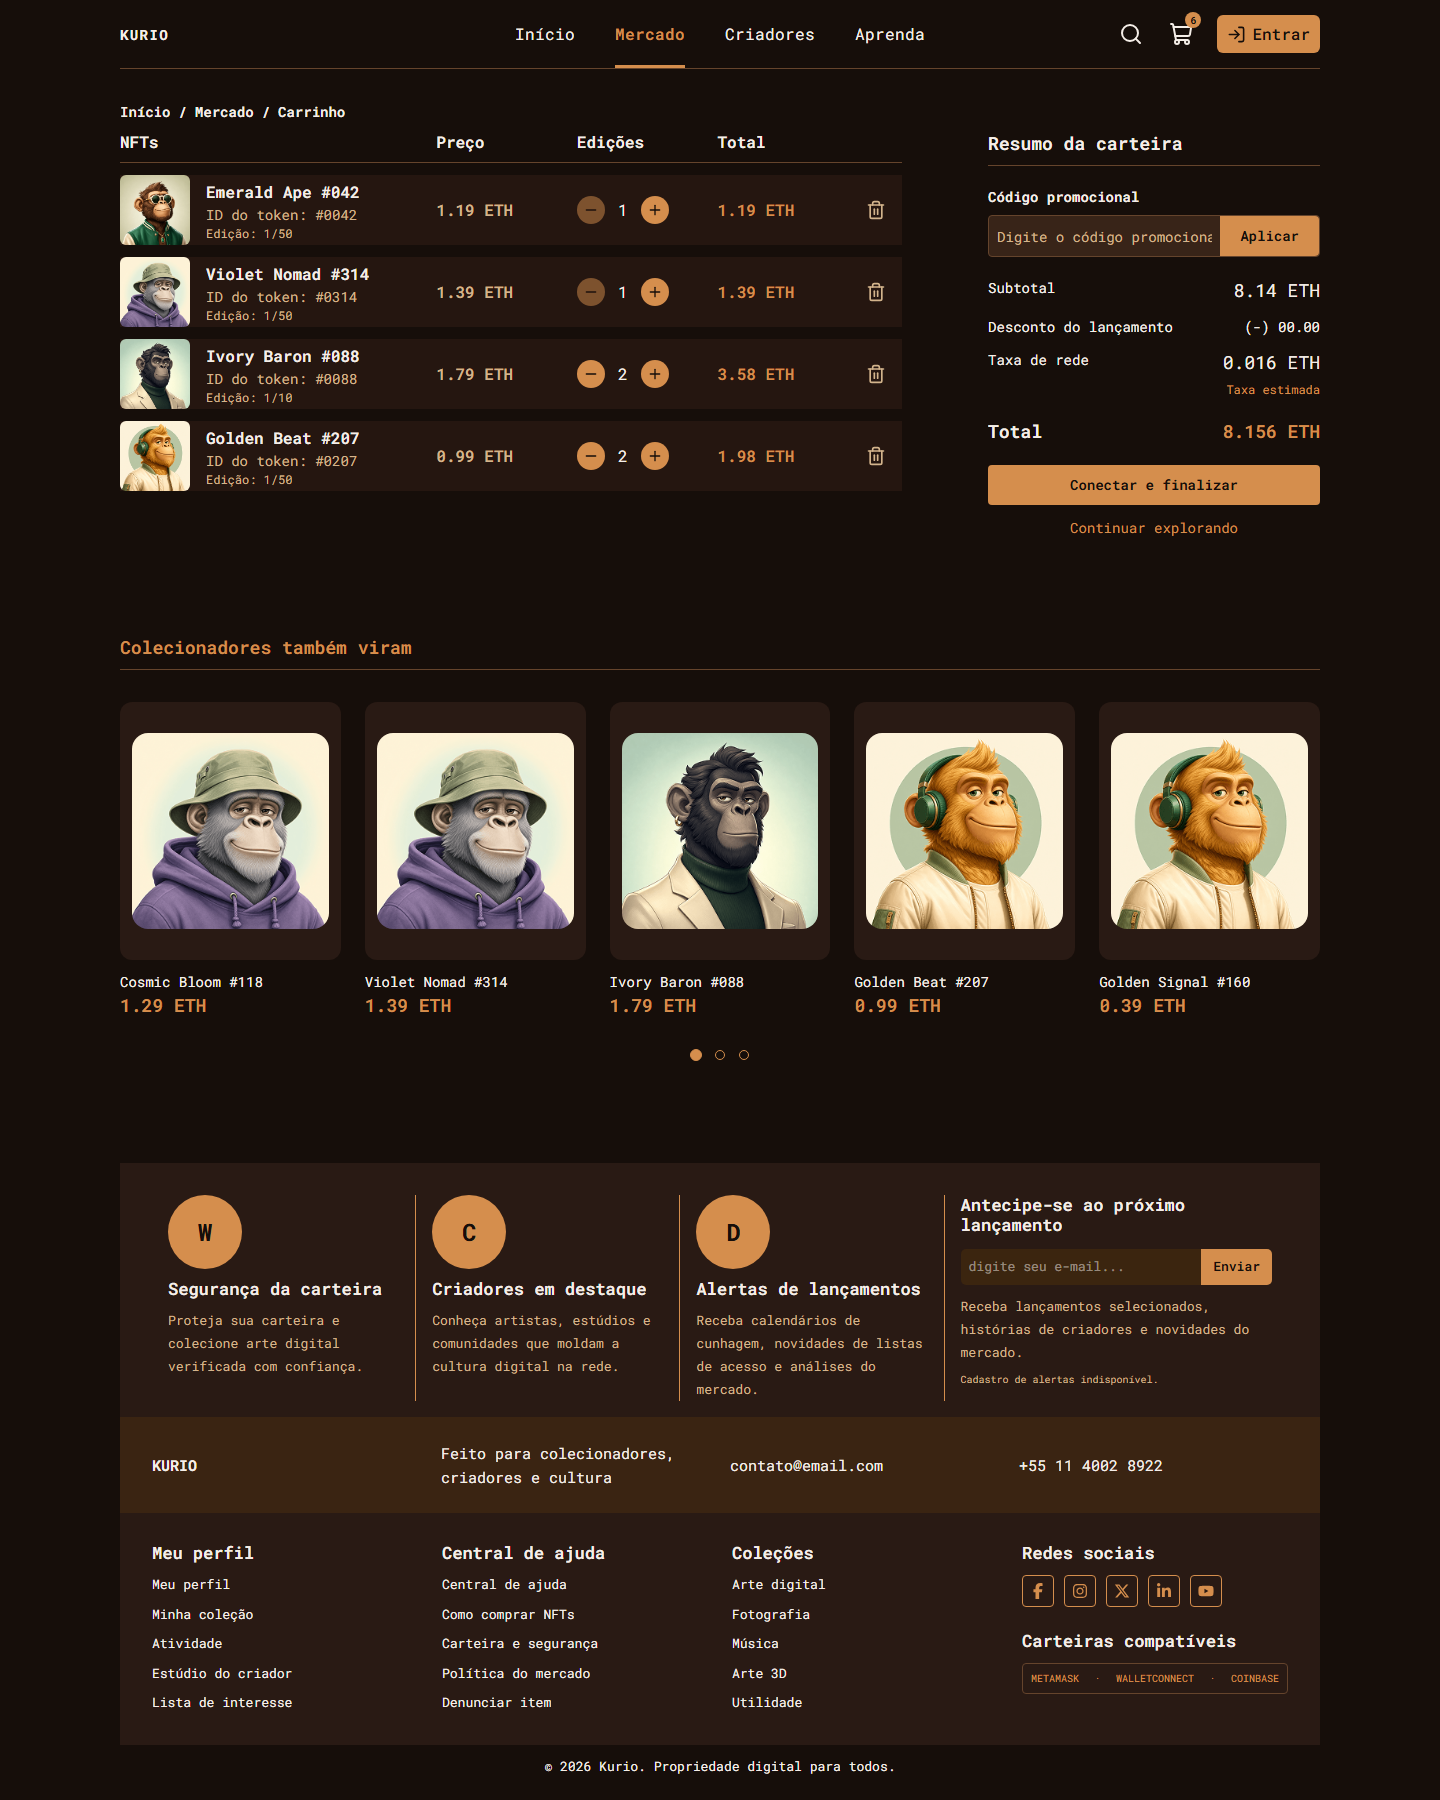 KURIO
Início
Mercado
Criadores
Aprenda
6
Entrar
Início / Mercado / Carrinho
NFTs
Preço
Edições
Total
Emerald Ape #042
ID do token: #0042
Edição: 1/50
1.19 ETH
1
1.19 ETH
Violet Nomad #314
ID do token: #0314
Edição: 1/50
1.39 ETH
1
1.39 ETH
Ivory Baron #088
ID do token: #0088
Edição: 1/10
1.79 ETH
2
3.58 ETH
Golden Beat #207
ID do token: #0207
Edição: 1/50
0.99 ETH
2
1.98 ETH
Resumo da carteira
Código promocional
Digite o código promociona
Aplicar
Subtotal
8.14 ETH
Desconto do lançamento
(-) 00.00
Taxa de rede
0.016 ETH
Taxa estimada
Total
8.156 ETH
Conectar e finalizar
Continuar explorando
Colecionadores também viram
Cosmic Bloom #118
1.29 ETH
Violet Nomad #314
1.39 ETH
Ivory Baron #088
1.79 ETH
Golden Beat #207
0.99 ETH
Golden Signal #160
0.39 ETH
W
Segurança da carteira
Proteja sua carteira e
colecione arte digital
verificada com confiança.
C
Criadores em destaque
Conheça artistas, estúdios e
comunidades que moldam a
cultura digital na rede.
D
Alertas de lançamentos
Receba calendários de
cunhagem, novidades de listas
de acesso e análises do
mercado.
Antecipe-se ao próximo
lançamento
digite seu e-mail...
Enviar
Receba lançamentos selecionados,
histórias de criadores e novidades do
mercado.
Cadastro de alertas indisponível.
KURIO
Feito para colecionadores,
criadores e cultura
contato@email.com
+55 11 4002 8922
Meu perfil
Meu perfil
Minha coleção
Atividade
Estúdio do criador
Lista de interesse
Central de ajuda
Central de ajuda
Como comprar NFTs
Carteira e segurança
Política do mercado
Denunciar item
Coleções
Arte digital
Fotografia
Música
Arte 3D
Utilidade
Redes sociais
Carteiras compatíveis
METAMASK · WALLETCONNECT · COINBASE
© 2026 Kurio. Propriedade digital para todos.